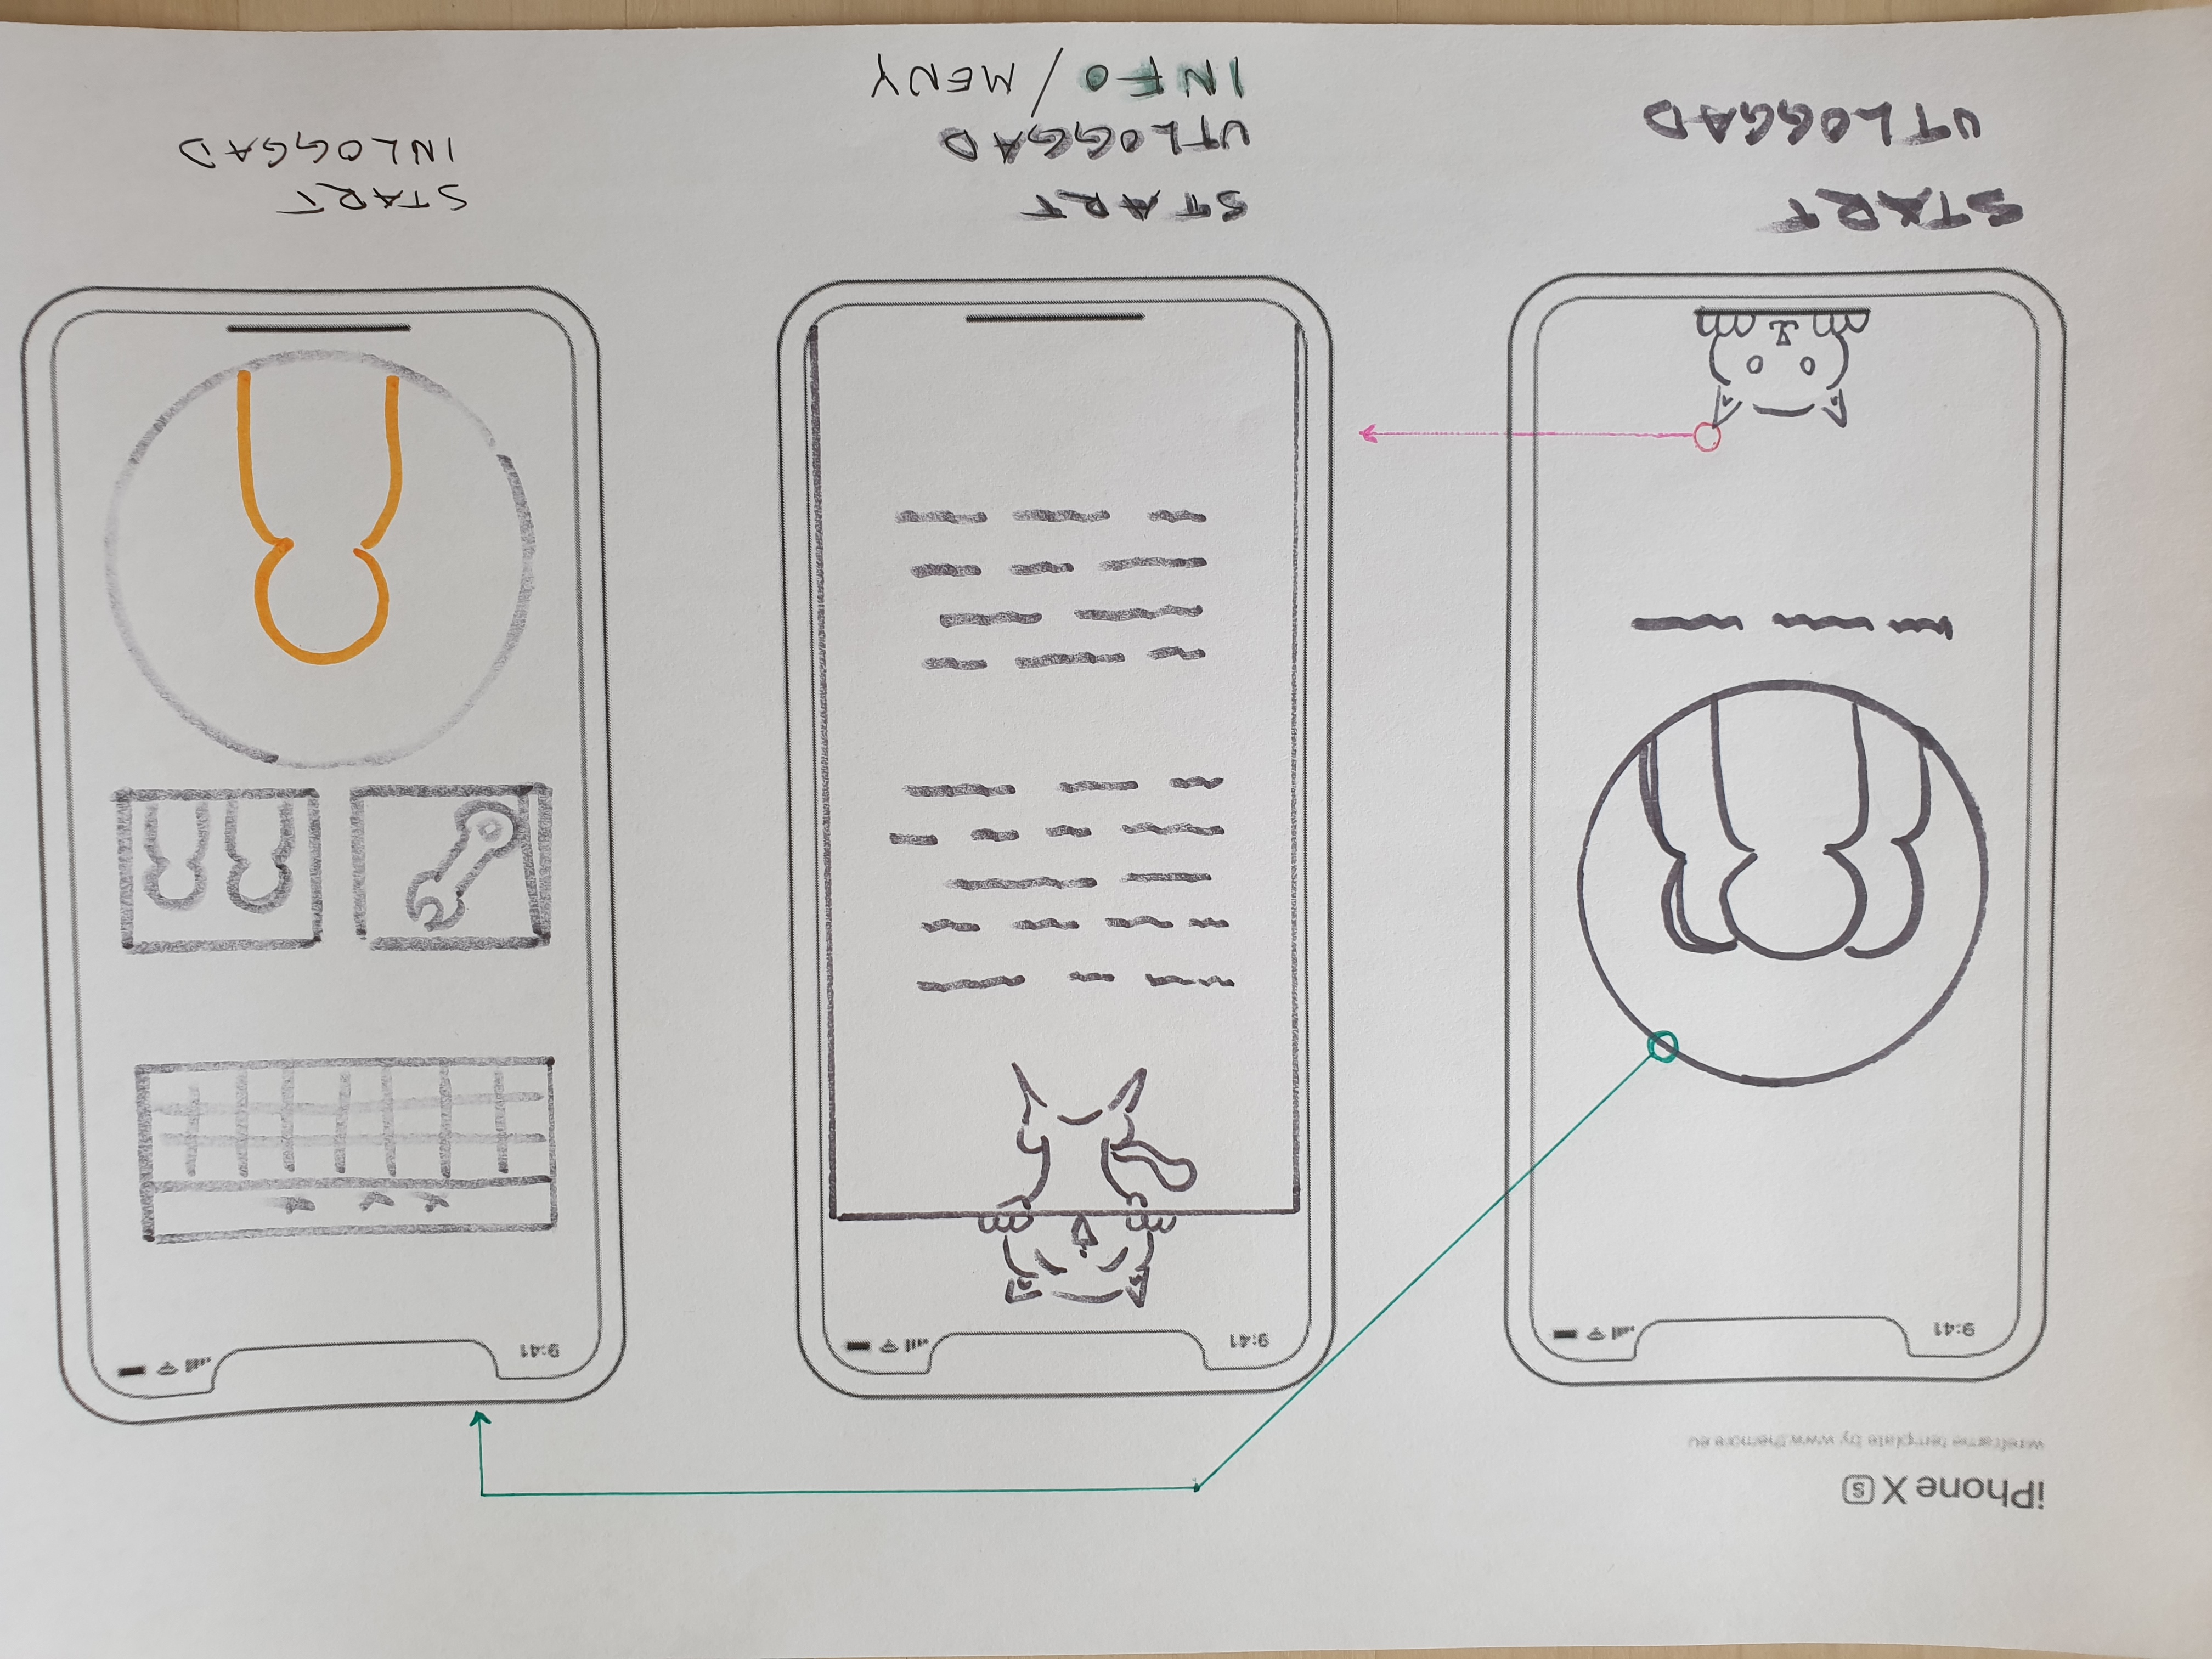 iPhone X S
wireframe template by www.themore.eu
9:41
9:41
9:41
START
UTLOGGAD
START
UTLOGGAD
INFO / MENY
START
INLOGGAD